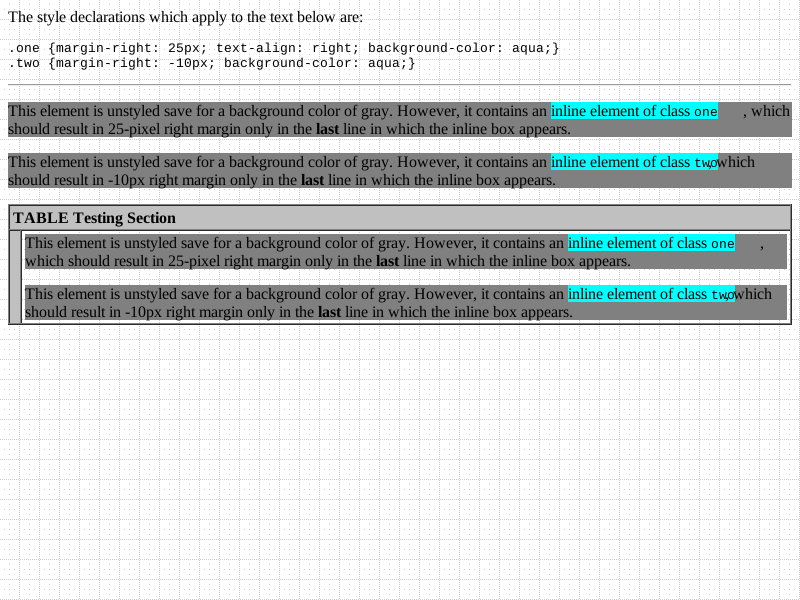 The style declarations which apply to the text below are:
.one {margin-right: 25px; text-align: right; background-color: aqua;}
.two {margin-right: -10px; background-color: aqua;}
This element is unstyled save for a background color of gray. However, it contains an inline element of class one, which
should result in 25-pixel right margin only in the last line in which the inline box appears.
This element is unstyled save for a background color of gray. However, it contains an inline element of class two, which
should result in -10px right margin only in the last line in which the inline box appears.
TABLE Testing Section
This element is unstyled save for a background color of gray. However, it contains an inline element of class one,
which should result in 25-pixel right margin only in the last line in which the inline box appears.
This element is unstyled save for a background color of gray. However, it contains an inline element of class two, which
should result in -10px right margin only in the last line in which the inline box appears.